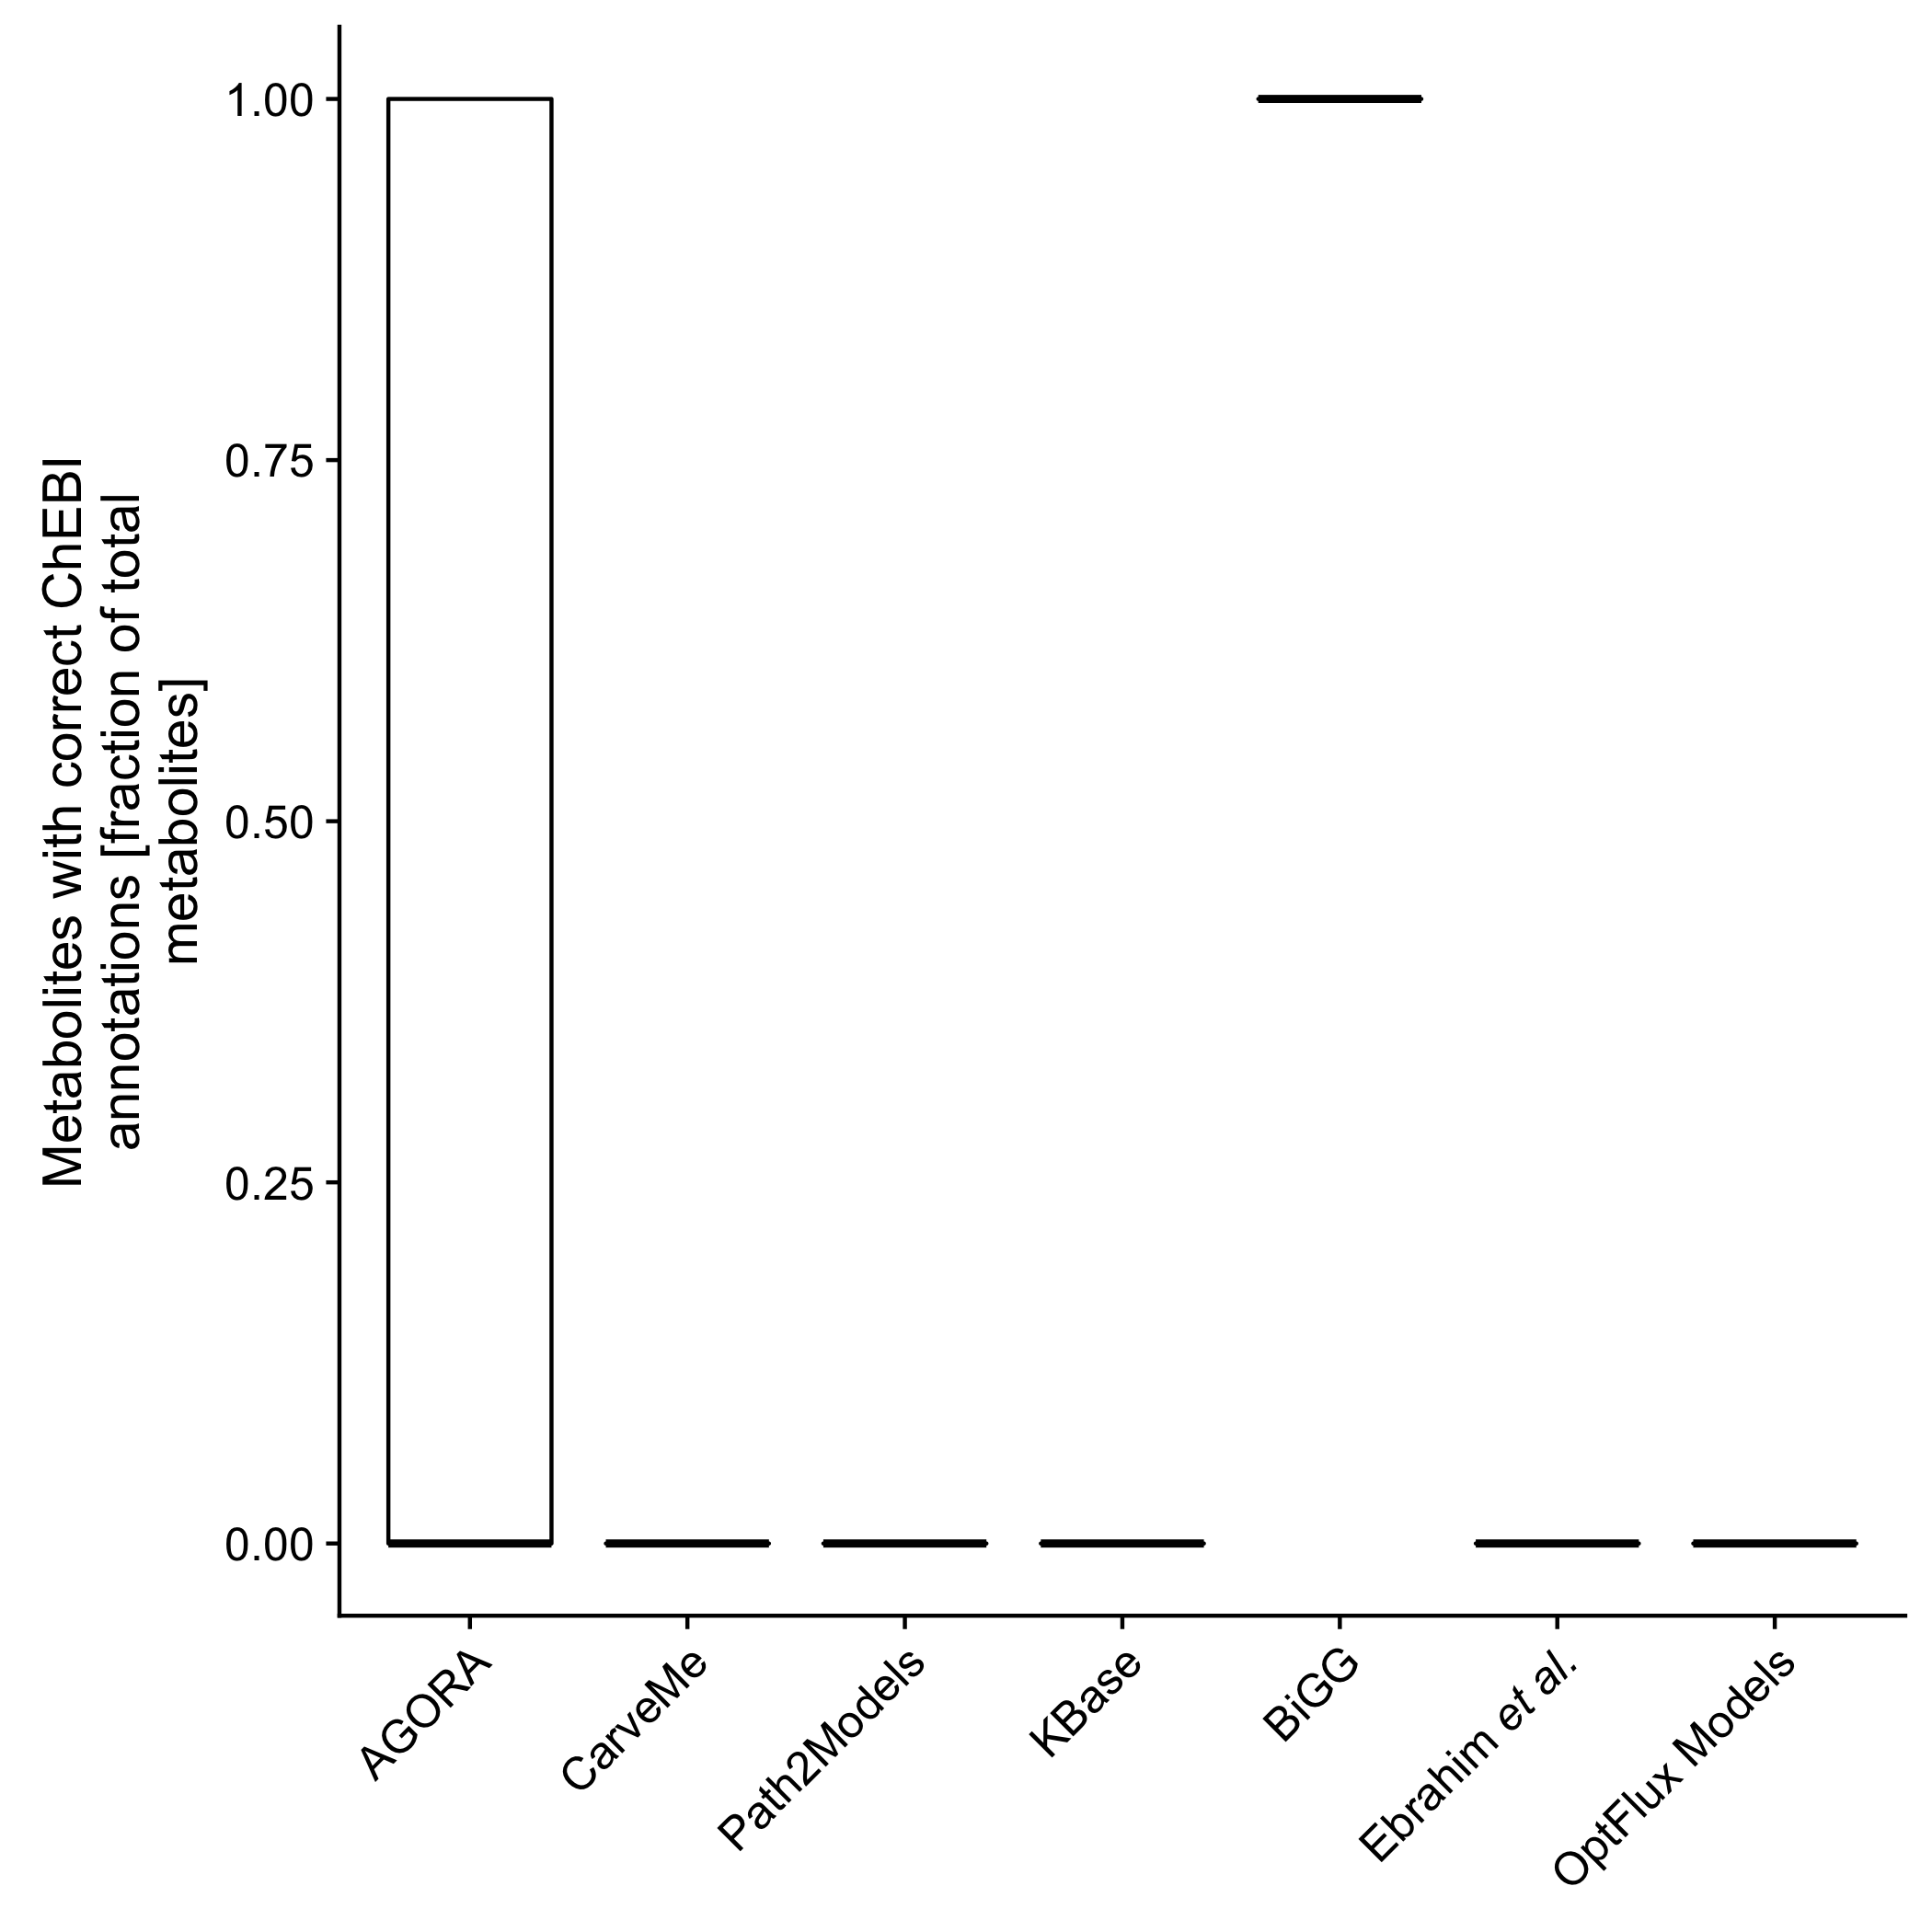 Metabolites with correct ChEBI
annotations [fraction of total
metabolites]
1.00
0.75
0.50
0.25
0.00
AGORA
CarveMe
Path2Models
KBase
BiGG
Ebrahim et al.
OptFlux Models